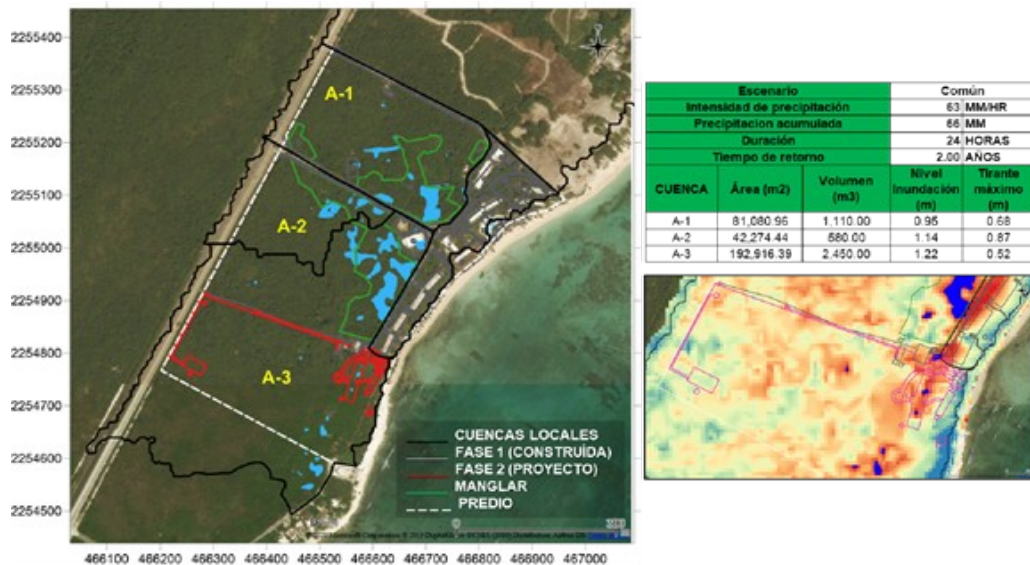 2255400
2255300
2255200
2255100
2255000
2254900
2254800
2254700
2254600
2254500
A-1
A-2
A-3
CUENCAS LOCALES
FASE 1 (CONSTRUÍDA)
FASE 2 (PROYECTO)
MANGLAR
PREDIO
0
466100 466200 466300 466400 466500 466600 466700 466800 466900 467000
Escenario Común
Intensidad de precipitación 63 MM/HR
Precipitacion acumulada 66 MM
Duración 24 HORAS
Tiempo de retorno 2.00 AÑOS
CUENCA Área (m2) Volumen (m3) Nivel Inundación (m) Tirante máximo (m)
A-1 81,080.96 1,110.00 0.95 0.68
A-2 42,274.44 580.00 1.14 0.87
A-3 192,916.39 2,450.00 1.22 0.52